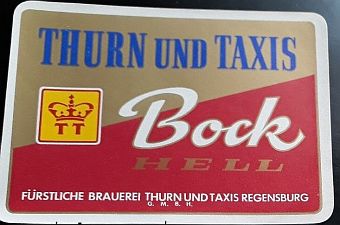 THURN UND TAXIS
TT
Bock
HELL
FÜRSTLICHE BRAUEREI THURN UND TAXIS REGENSBURG
G. M. B. H.